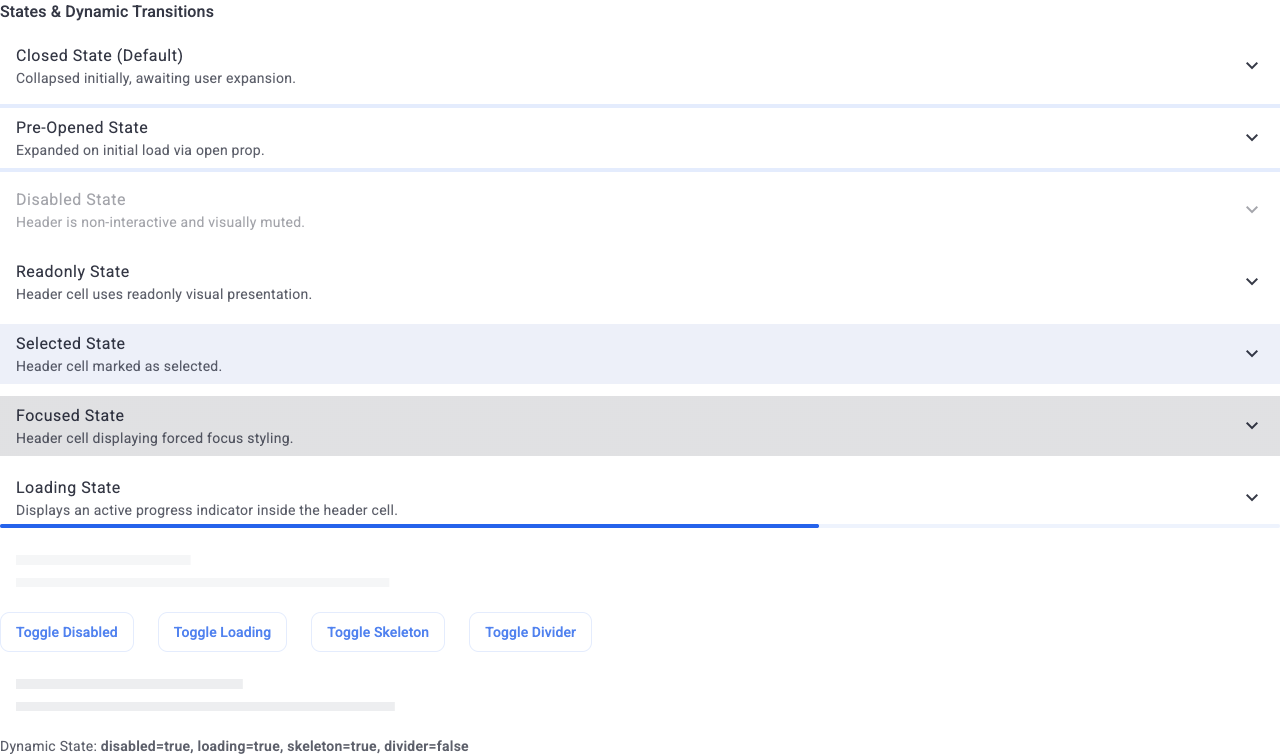 States & Dynamic Transitions
Closed State (Default)
Collapsed initially, awaiting user expansion.
Pre-Opened State
Expanded on initial load via open prop.
Disabled State
Header is non-interactive and visually muted.
Readonly State
Header cell uses readonly visual presentation.
Selected State
Header cell marked as selected.
Focused State
Header cell displaying forced focus styling.
Loading State
Displays an active progress indicator inside the header cell.
Toggle Disabled Toggle Loading Toggle Skeleton Toggle Divider
Dynamic State: disabled=true, loading=true, skeleton=true, divider=false